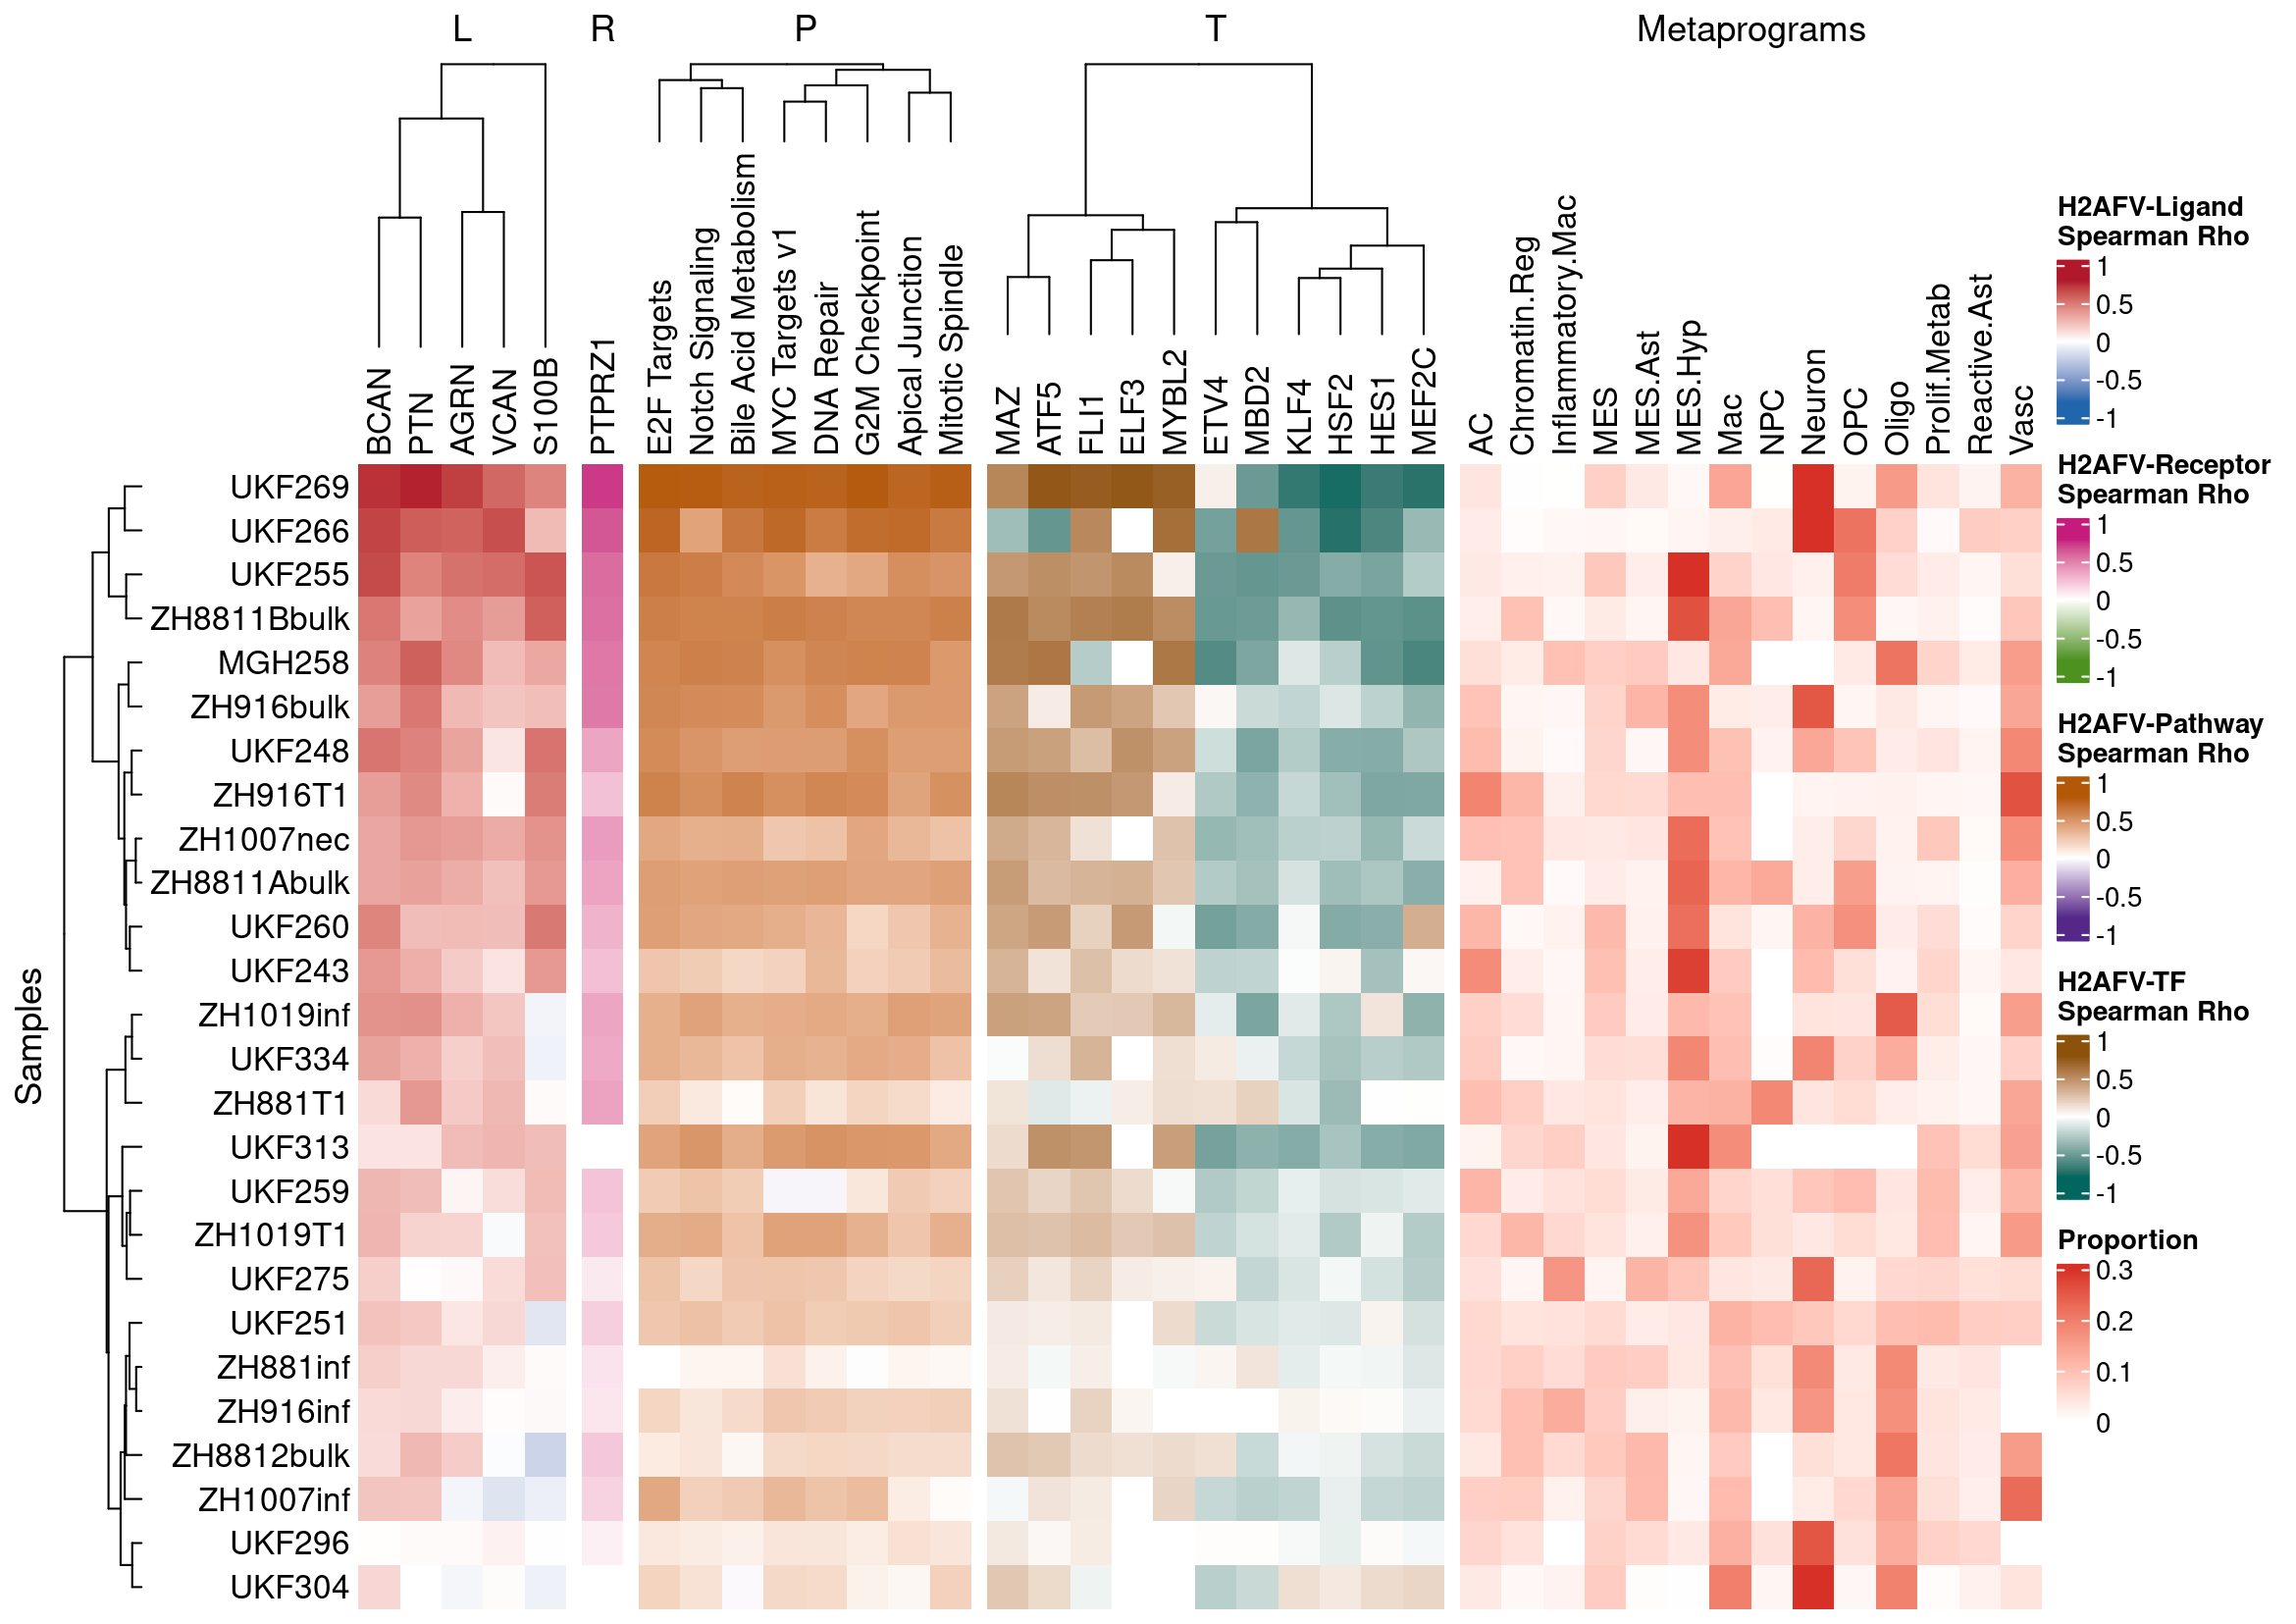 L R P T Metaprograms
BCAN
PTN
AGRN
VCAN
S100B
PTPRZ1
E2F Targets
Notch Signaling
Bile Acid Metabolism
MYC Targets v1
DNA Repair
G2M Checkpoint
Apical Junction
Mitotic Spindle
MAZ
ATF5
FLI1
ELF3
MYBL2
ETV4
MBD2
KLF4
HSF2
HES1
MEF2C
AC
Chromatin.Reg
Inflammatory.Mac
MES
MES.Ast
MES.Hyp
Mac
NPC
Neuron
OPC
Oligo
Prolif.Metab
Reactive.Ast
Vasc
Samples
UKF269
UKF266
UKF255
ZH8811Bbulk
MGH258
ZH916bulk
UKF248
ZH916T1
ZH1007nec
ZH8811Abulk
UKF260
UKF243
ZH1019inf
UKF334
ZH881T1
UKF313
UKF259
ZH1019T1
UKF275
UKF251
ZH881inf
ZH916inf
ZH8812bulk
ZH1007inf
UKF296
UKF304
H2AFV-Ligand
Spearman Rho
1
0.5
0
-0.5
-1
H2AFV-Receptor
Spearman Rho
1
0.5
0
-0.5
-1
H2AFV-Pathway
Spearman Rho
1
0.5
0
-0.5
-1
H2AFV-TF
Spearman Rho
1
0.5
0
-0.5
-1
Proportion
0.3
0.2
0.1
0